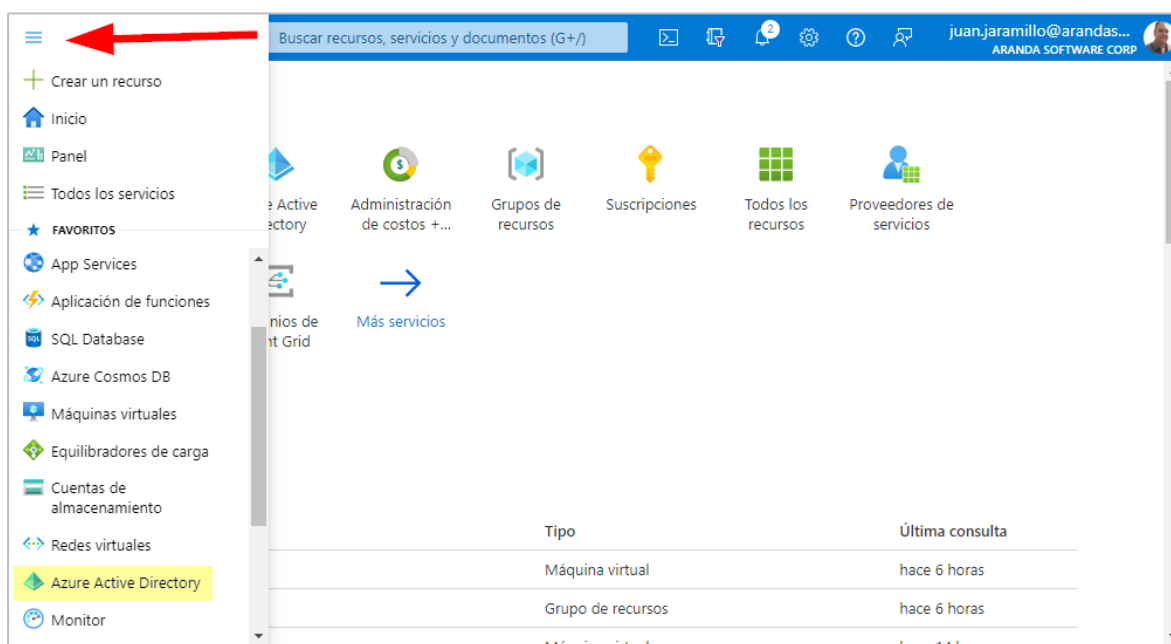 Buscar recursos, servicios y documentos (G+/)
2
juan.jaramillo@arandas...
ARANDA SOFTWARE CORP
Crear un recurso
Inicio
Panel
Todos los servicios
FAVORITOS
App Services
Aplicación de funciones
SQL Database
Azure Cosmos DB
Máquinas virtuales
Equilibradores de carga
Cuentas de
almacenamiento
Redes virtuales
Azure Active Directory
Monitor
Active
Administración
de costos +...
Grupos de
recursos
Suscripciones
Todos los
recursos
Proveedores de
servicios
de
Grid
Más servicios
Tipo
Última consulta
Máquina virtual
hace 6 horas
Grupo de recursos
hace 6 horas